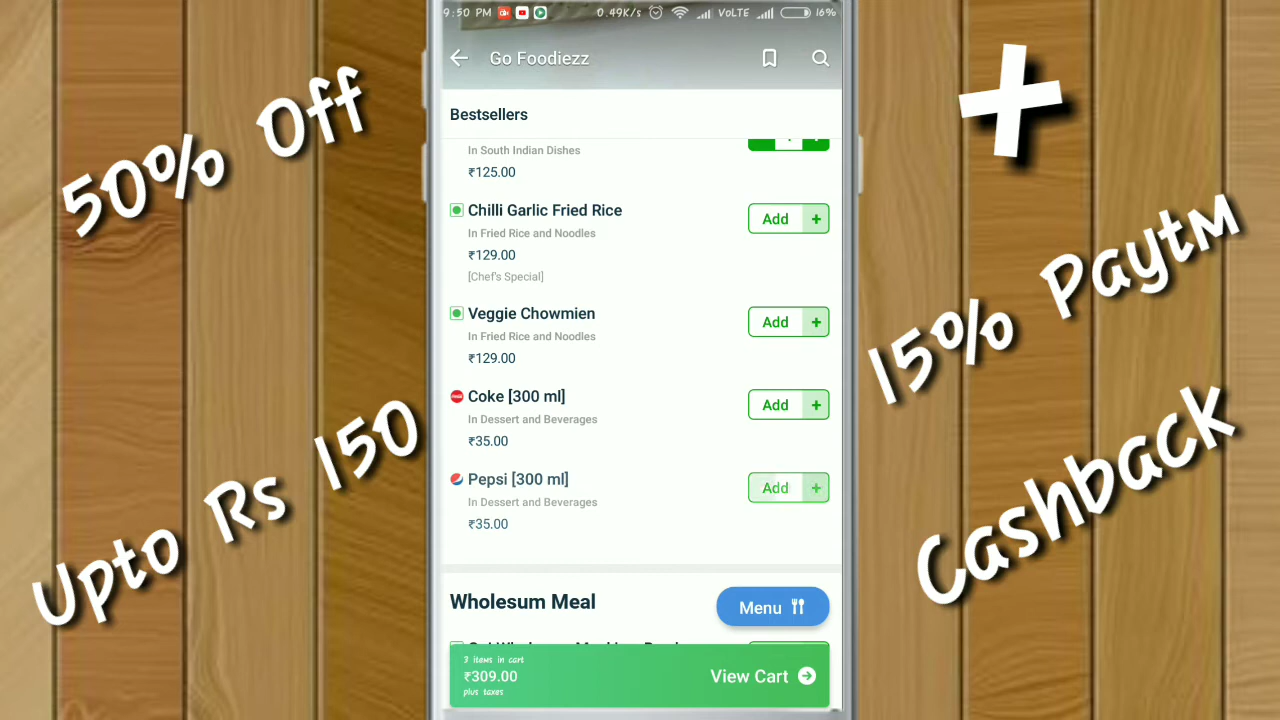 50% Off
Upto Rs 150
9:50 PM 0.49K/s VoLTE 16%
Go Foodiezz
Bestsellers
In South Indian Dishes
₹125.00
Chilli Garlic Fried Rice
Add +
In Fried Rice and Noodles
₹129.00
[Chef's Special]
Veggie Chowmien
Add +
In Fried Rice and Noodles
₹129.00
Coke [300 ml]
Add +
In Dessert and Beverages
₹35.00
Pepsi [300 ml]
Add +
In Dessert and Beverages
₹35.00
Wholesum Meal
Menu
3 items in cart
₹309.00
plus taxes
View Cart
+
15% Paytm
Cashback